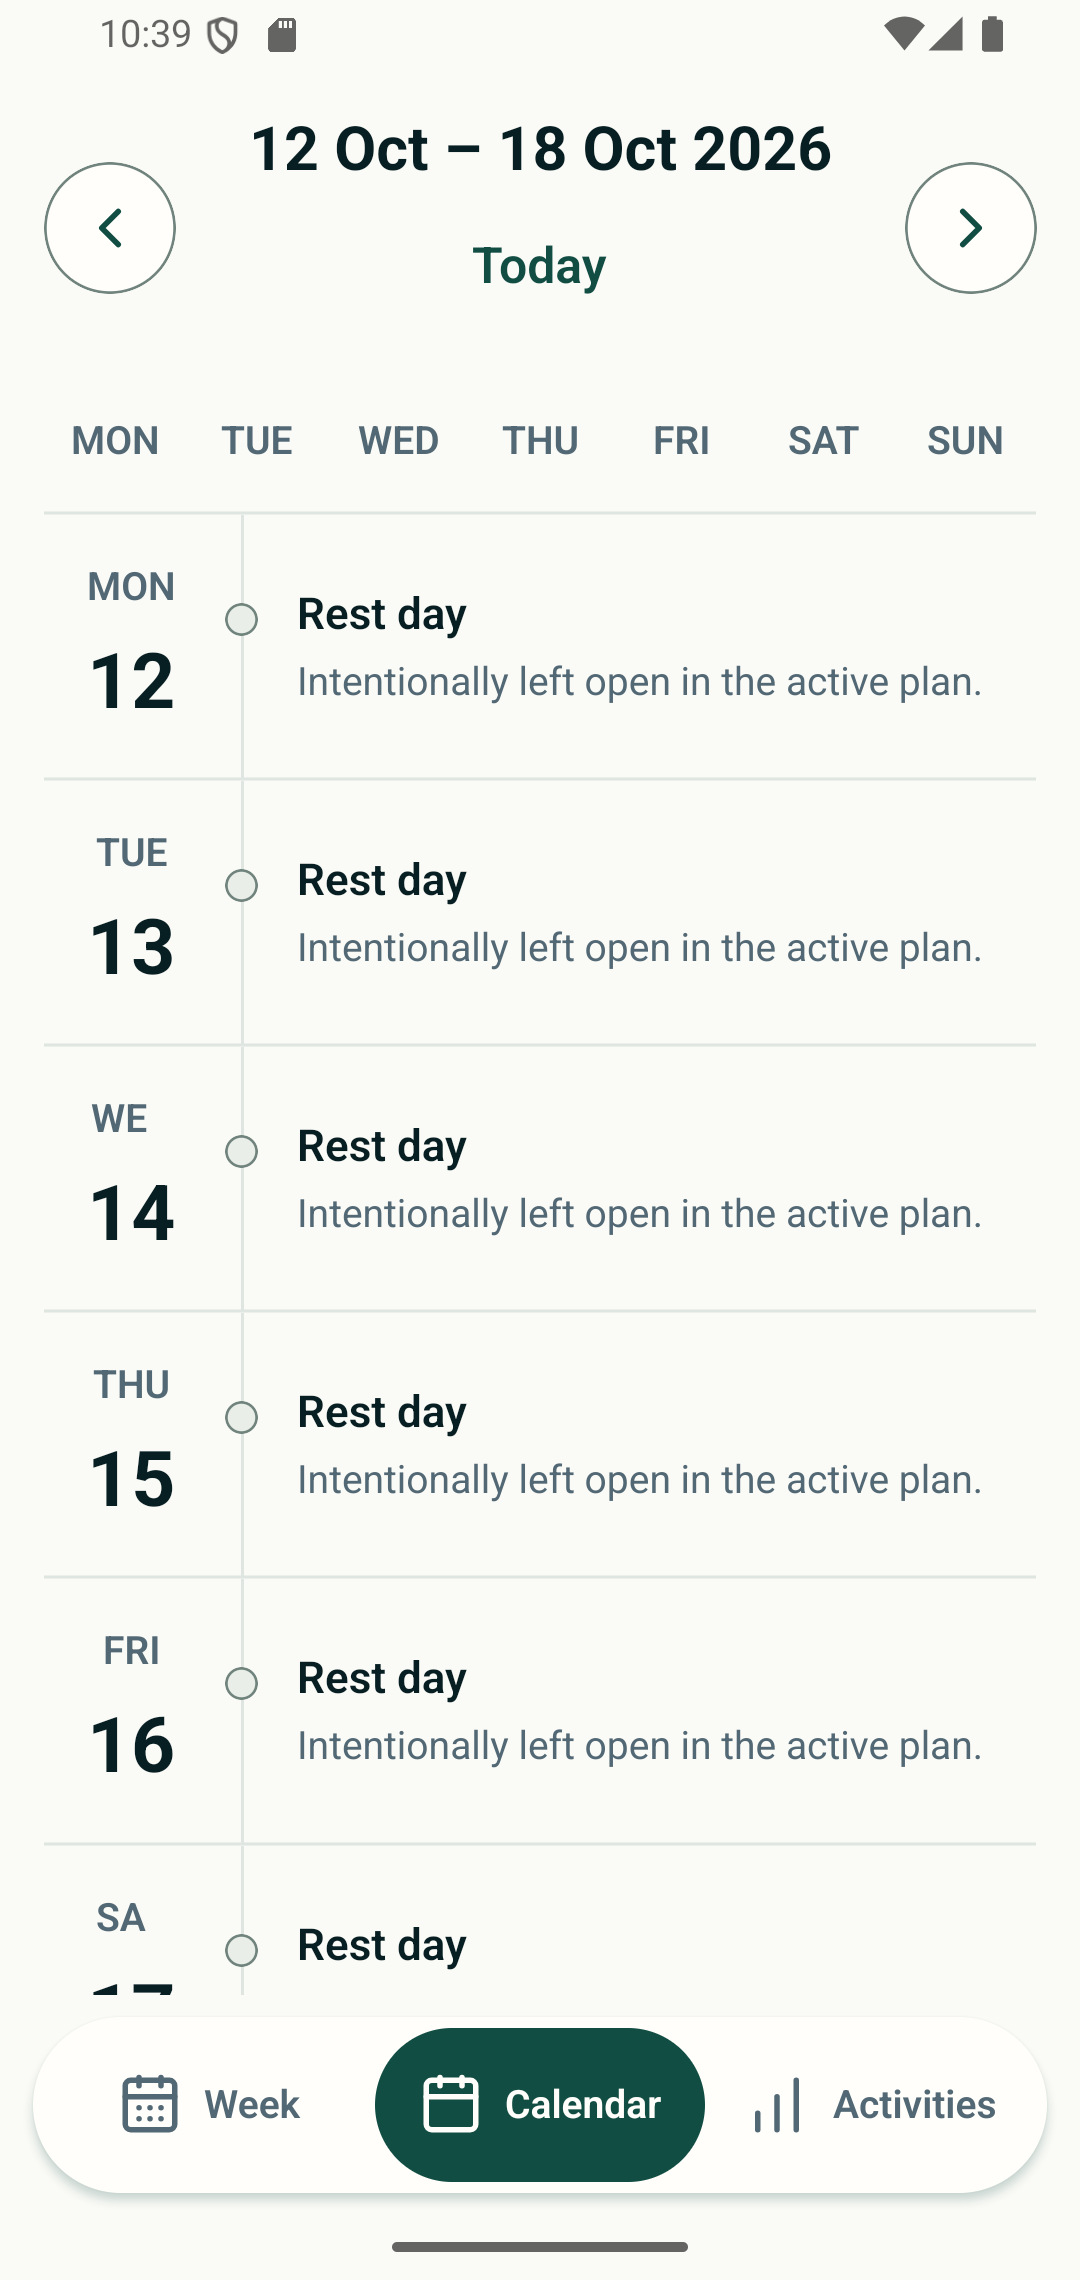 10:39
12 Oct – 18 Oct 2026
Today
MON TUE WED THU FRI SAT SUN
MON
12
Rest day
Intentionally left open in the active plan.
TUE
13
Rest day
Intentionally left open in the active plan.
WE
14
Rest day
Intentionally left open in the active plan.
THU
15
Rest day
Intentionally left open in the active plan.
FRI
16
Rest day
Intentionally left open in the active plan.
SA
17
Rest day
Week
Calendar
Activities